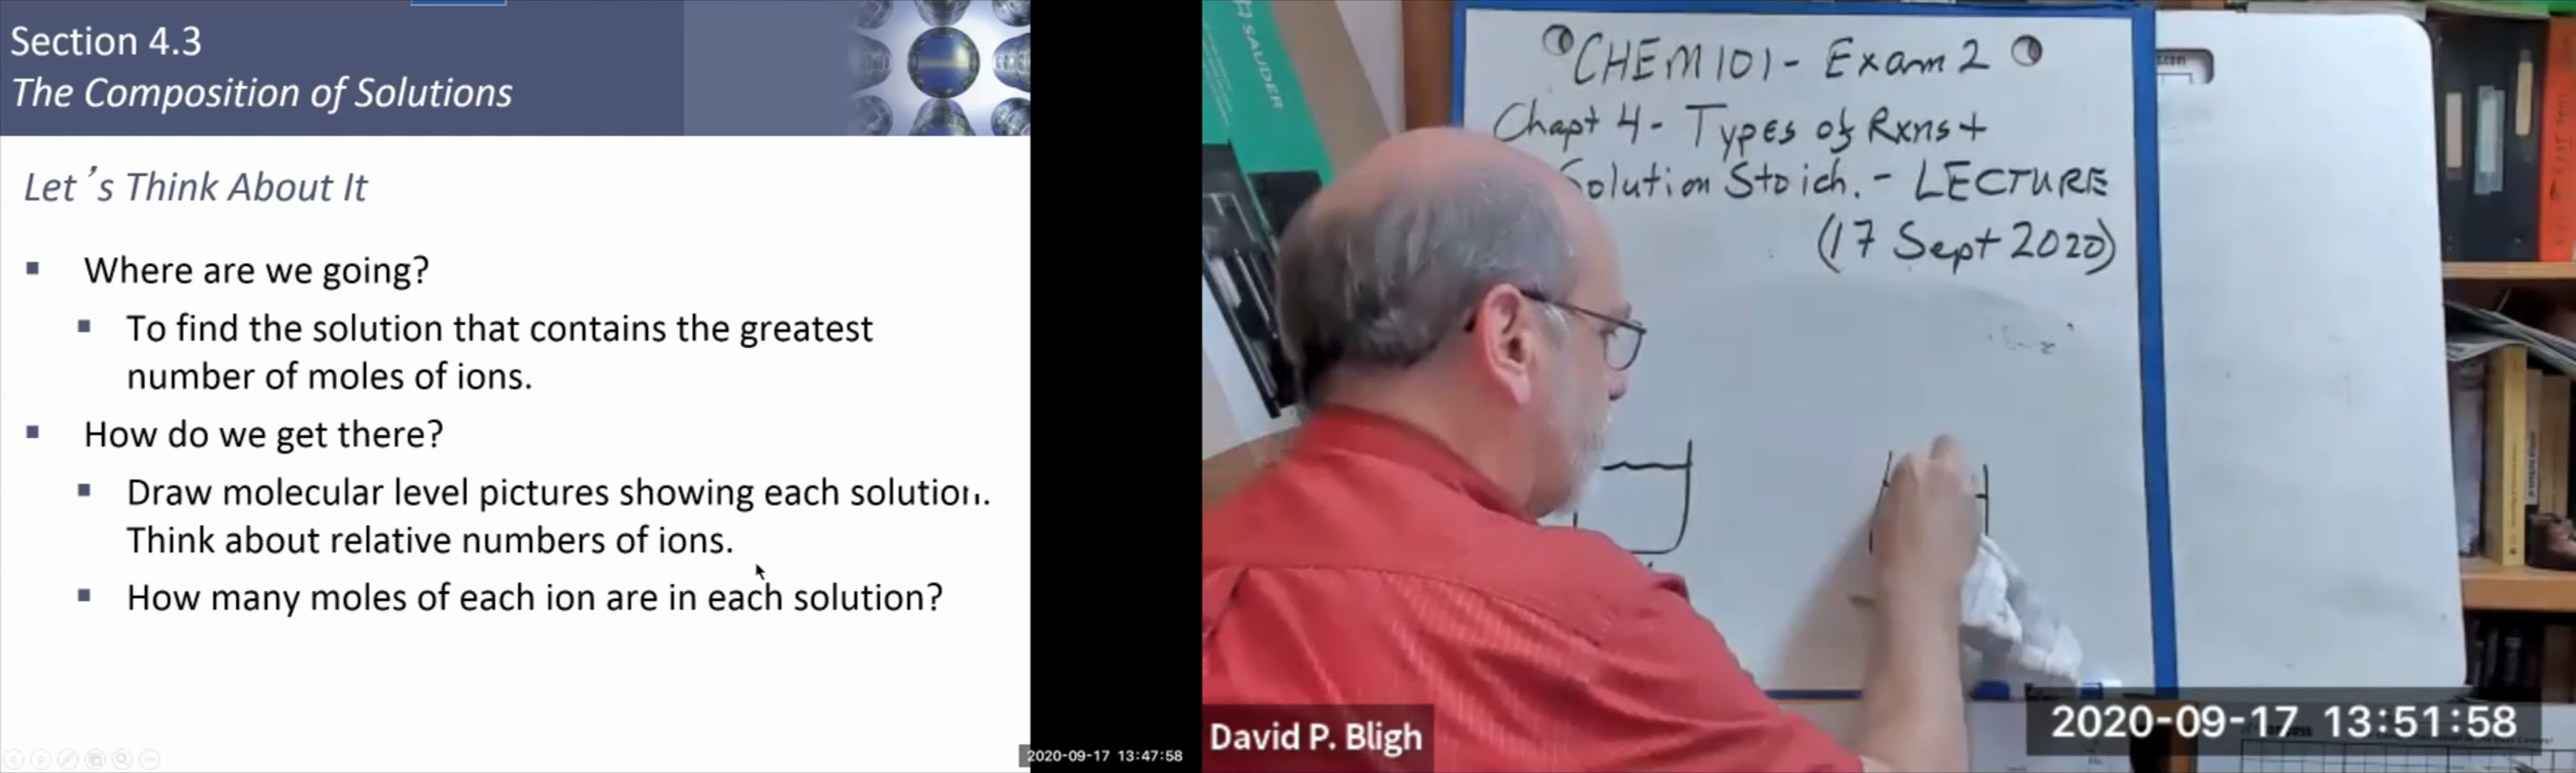 Section 4.3
The Composition of Solutions
Let's Think About It
Where are we going?
To find the solution that contains the greatest
number of moles of ions.
How do we get there?
Draw molecular level pictures showing each solution.
Think about relative numbers of ions.
How many moles of each ion are in each solution?
2020-09-17 13:47:58
SAUDER
CHEM 101 - Exam 2
Chapt 4 - Types of Rxns +
Solution Stoich. - LECTURE
(17 Sept 2020)
David P. Bligh
2020-09-17 13:51:58